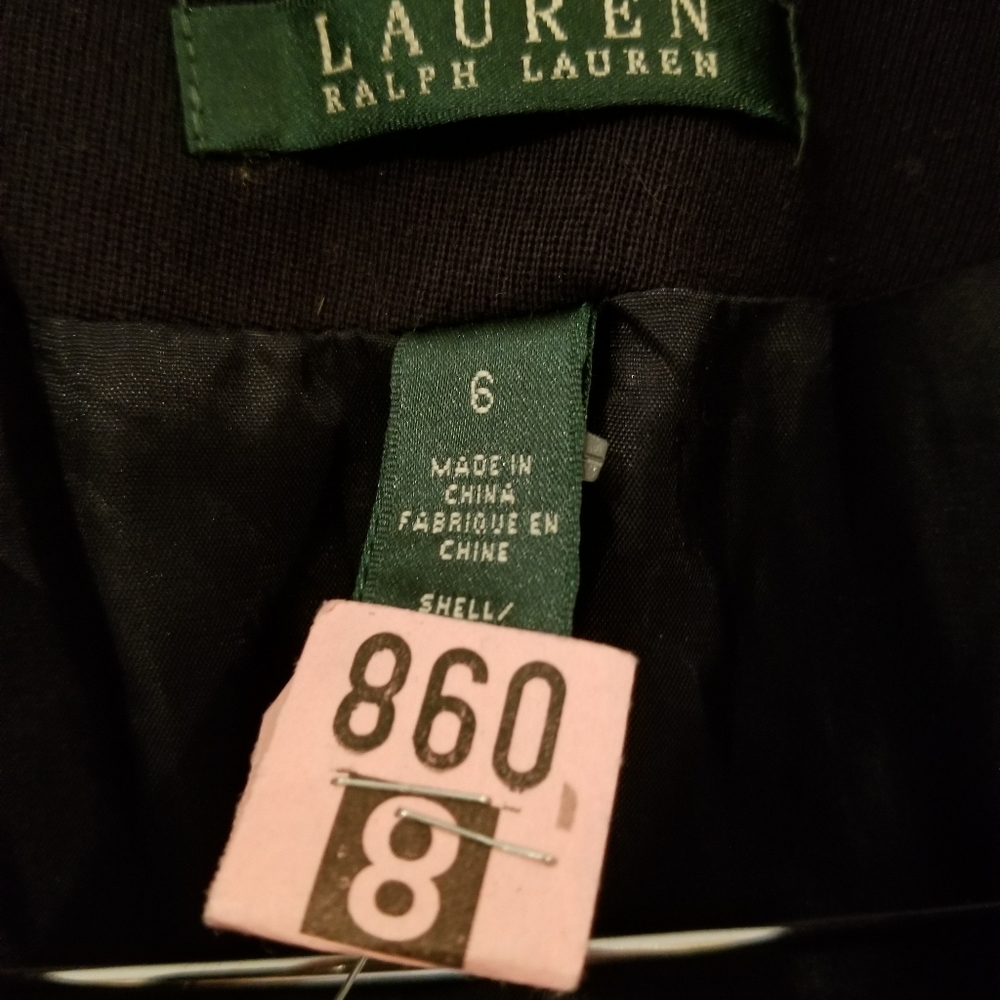 LAUREN
RALPH LAUREN
6
MADE IN
CHINA
FABRIQUE EN
CHINE
SHELL/
860
8